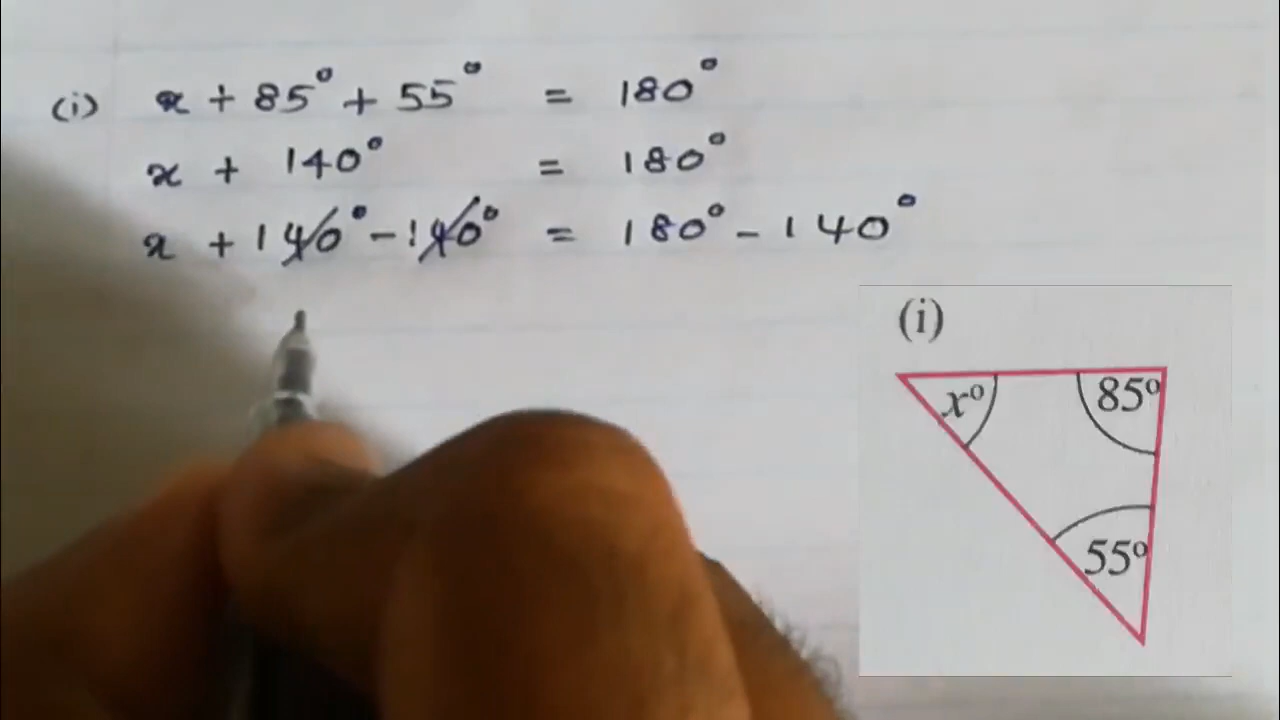 (i) x + 85° + 55° = 180°
x + 140° = 180°
x + 140° - 140° = 180° - 140°
(i)
x° 85°
55°